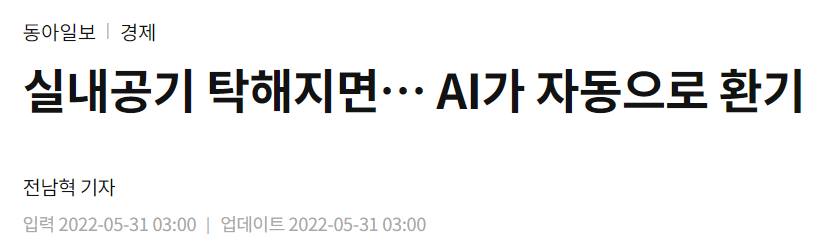 동아일보 | 경제
실내공기 탁해지면… AI가 자동으로 환기
전남혁 기자
입력 2022-05-31 03:00 | 업데이트 2022-05-31 03:00